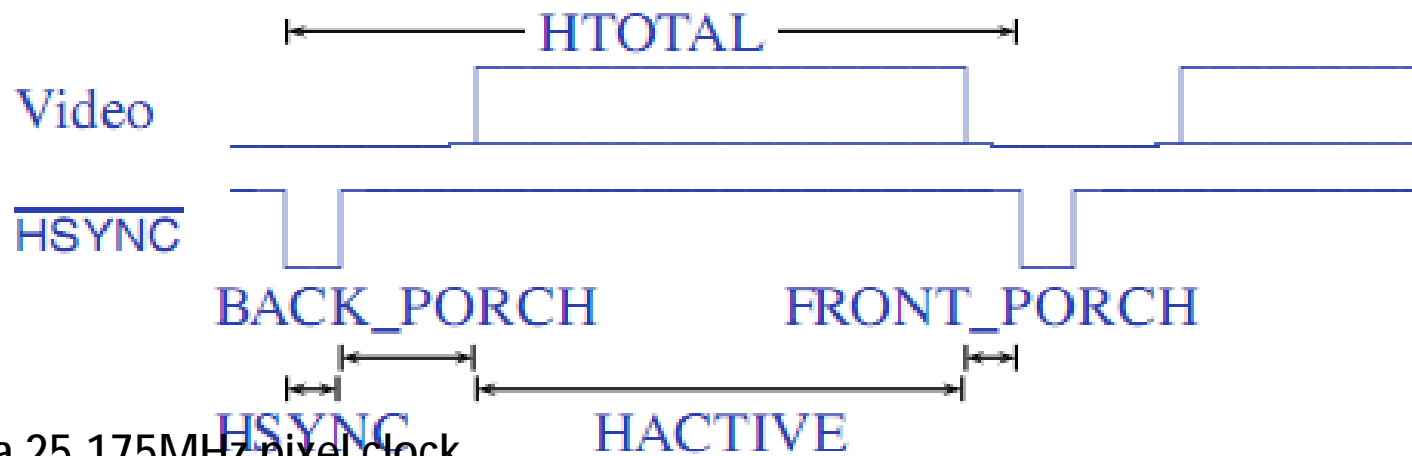 HTOTAL
Video
HSYNC
BACK_PORCH FRONT_PORCH
HSYNC HACTIVE
a 25.175MHz pixel clock